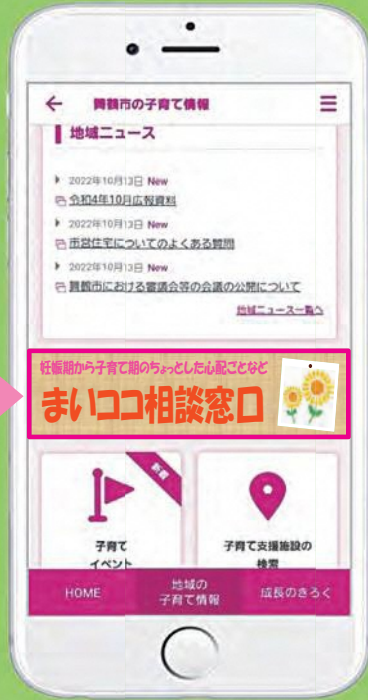 舞鶴市の子育て情報
地域ニュース
2022年10月13日 New
令和4年10月広報資料
2022年10月13日 New
市営住宅についてのよくある質問
2022年10月13日 New
舞鶴市における審議会等の会議の公開について
地域ニュース一覧へ
妊娠期から子育て期のちょっとした心配ごとなど
まいココ相談窓口
新着
子育て
イベント
子育て支援施設の
検索
HOME
地域の
子育て情報
成長のきろく